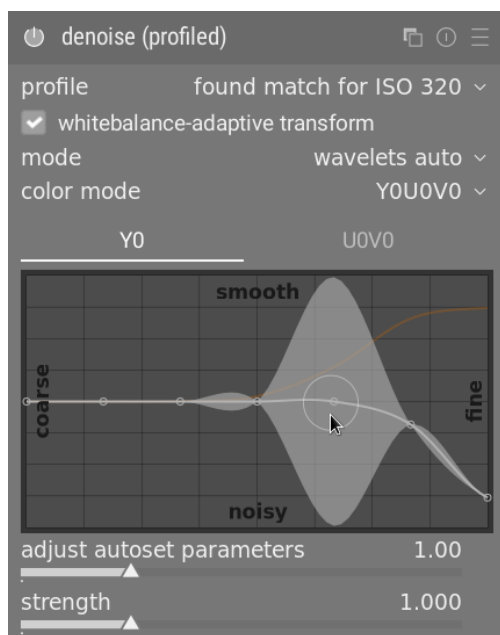 denoise (profiled)
profile found match for ISO 320
whitebalance-adaptive transform
mode wavelets auto
color mode Y0U0V0
Y0 U0V0
smooth
coarse
fine
noisy
adjust autoset parameters 1.00
strength 1.000